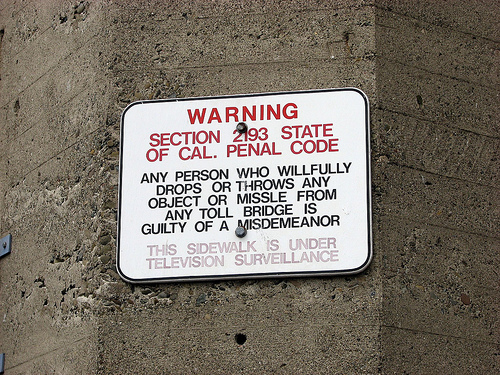 WARNING
SECTION 2193 STATE
OF CAL. PENAL CODE
ANY PERSON WHO WILLFULLY
DROPS OR THROWS ANY
OBJECT OR MISSLE FROM
ANY TOLL BRIDGE IS
GUILTY OF A MISDEMEANOR
THIS SIDEWALK IS UNDER
TELEVISION SURVEILLANCE